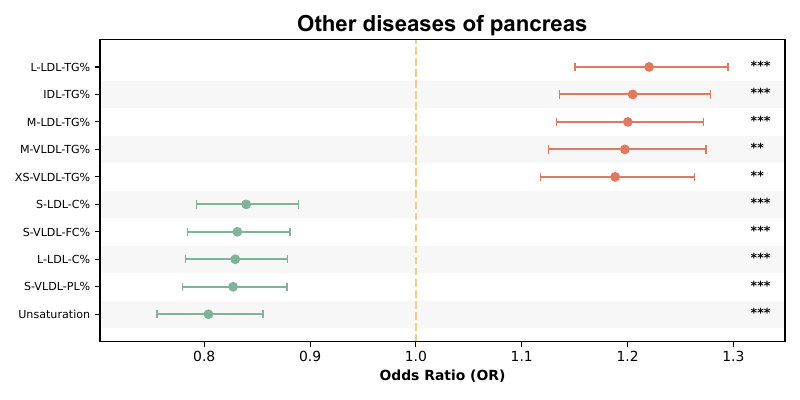 Other diseases of pancreas
L-LDL-TG% ***
IDL-TG% ***
M-LDL-TG% ***
M-VLDL-TG% **
XS-VLDL-TG% **
S-LDL-C% ***
S-VLDL-FC% ***
L-LDL-C% ***
S-VLDL-PL% ***
Unsaturation ***
0.8 0.9 1.0 1.1 1.2 1.3
Odds Ratio (OR)